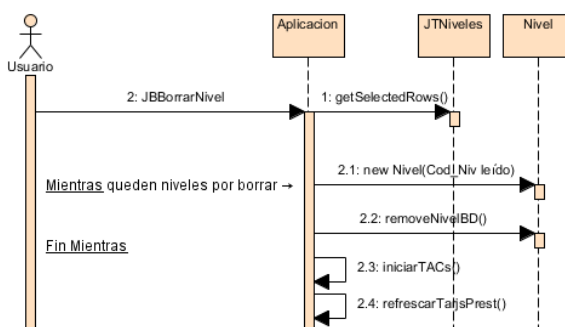 Aplicacion
JTNiveles
Nivel
Usuario
2: JBBorrarNivel
1: getSelectedRows()
2.1: new Nivel(Cod_Niv leído)
Mientras queden niveles por borrar →
2.2: removeNivelBD()
Fin Mientras
2.3: iniciarTACs()
2.4: refrescarTarjsPrest()